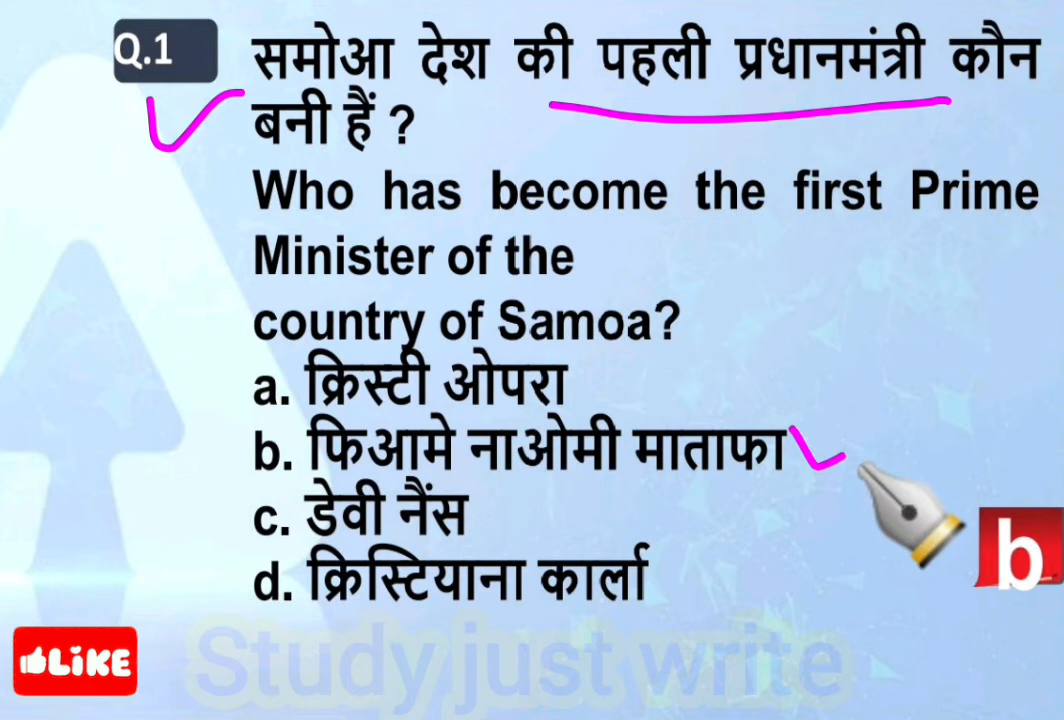 Q.1
समोआ देश की पहली प्रधानमंत्री कौन
बनी हैं ?
Who has become the first Prime
Minister of the
country of Samoa?
a. क्रिस्टी ओपरा
b. फिआमे नाओमी माताफा
c. डेवी नैंस
d. क्रिस्टियाना कार्ला
b
LiKE
Study just write